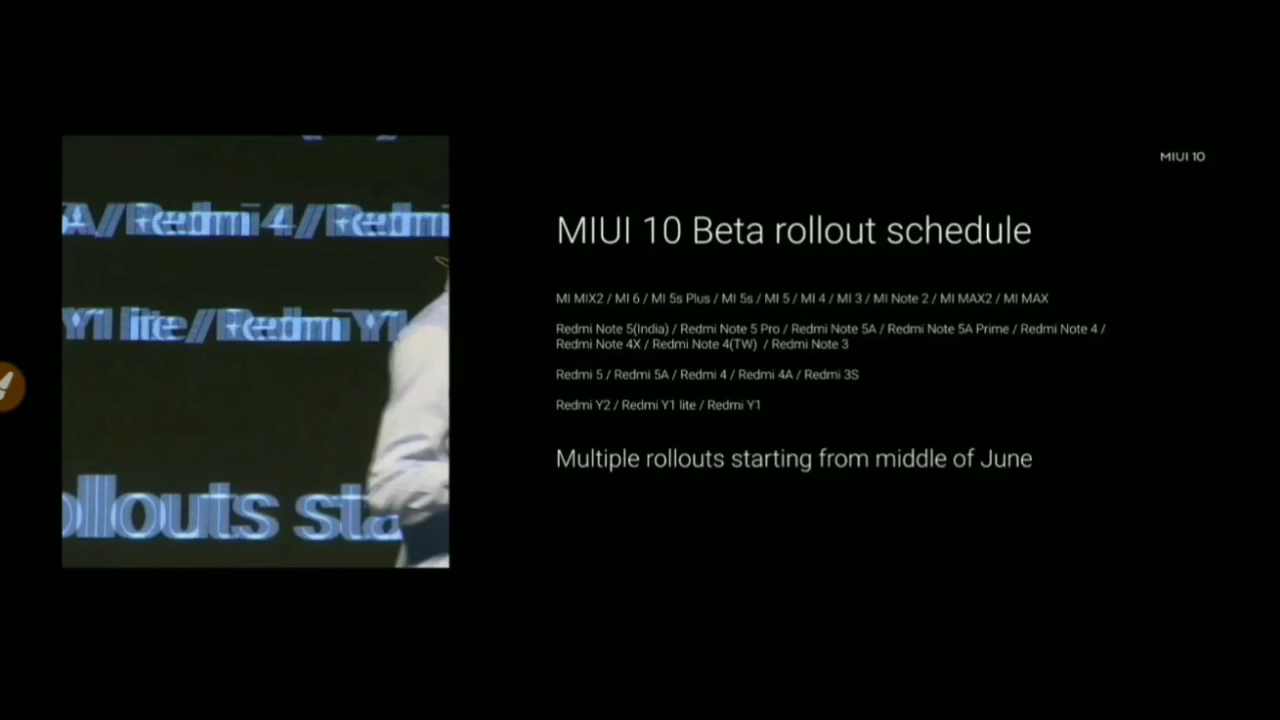 A//Redmi 4//Redmi
Y1 lite//Redmi Y1
ollouts sta
MIUI 10
MIUI 10 Beta rollout schedule
MI MIX2 / MI 6 / MI 5s Plus / MI 5s / MI 5 / MI 4 / MI 3 / MI Note 2 / MI MAX2 / MI MAX
Redmi Note 5(India) / Redmi Note 5 Pro / Redmi Note 5A / Redmi Note 5A Prime / Redmi Note 4 /
Redmi Note 4X / Redmi Note 4(TW) / Redmi Note 3
Redmi 5 / Redmi 5A / Redmi 4 / Redmi 4A / Redmi 3S
Redmi Y2 / Redmi Y1 lite / Redmi Y1
Multiple rollouts starting from middle of June